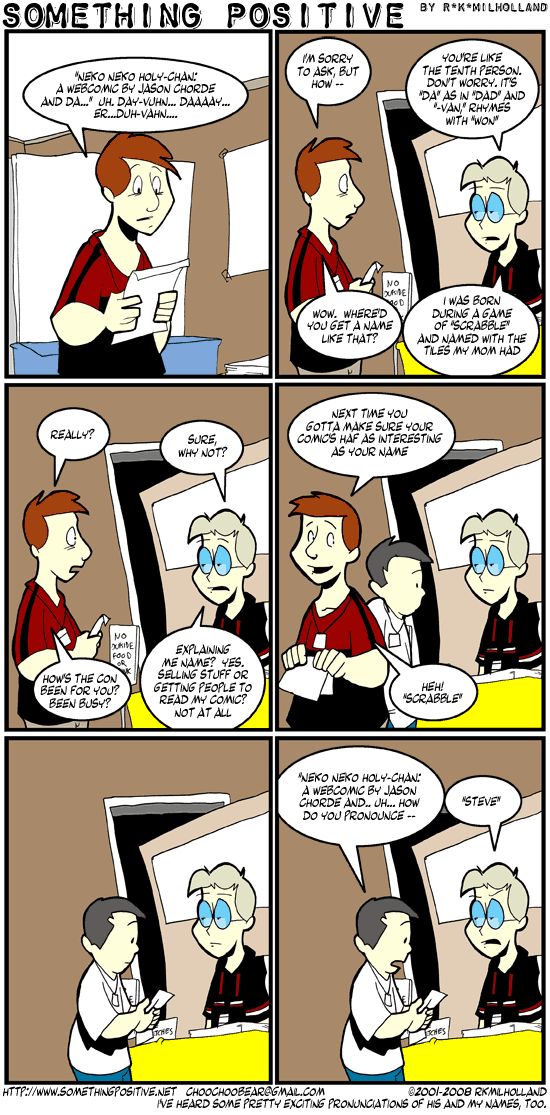 SOMETHING POSITIVE BY R*K*MILHOLLAND
"NEKO NEKO HOLY-CHAN:
A WEBCOMIC BY JASON CHORDE
AND DA..." UH. DAY-VUHN... DAAAAY...
ER...DUH-VAHN....
I'M SORRY
TO ASK, BUT
HOW --
YOU'RE LIKE
THE TENTH PERSON.
DON'T WORRY. IT'S
"DA" AS IN "DAD" AND
"-VAN," RHYMES
WITH "WON"
NO
OUTSIDE
FOOD
WOW. WHERE'D
YOU GET A NAME
LIKE THAT?
I WAS BORN
DURING A GAME
OF "SCRABBLE"
AND NAMED WITH THE
TILES MY MOM HAD
REALLY?
SURE,
WHY NOT?
NO
OUTSIDE
FOOD
OR
HOW'S THE CON
BEEN FOR YOU?
BEEN BUSY?
EXPLAINING
ME NAME? YES.
SELLING STUFF OR
GETTING PEOPLE TO
READ MY COMIC?
NOT AT ALL
NEXT TIME YOU
GOTTA MAKE SURE YOUR
COMIC'S HAF AS INTERESTING
AS YOUR NAME
HEH!
"SCRABBLE"
"NEKO NEKO HOLY-CHAN:
A WEBCOMIC BY JASON
CHORDE AND.. UH... HOW
DO YOU PRONOUNCE --
"STEVE"
HTTP://WWW.SOMETHINGPOSITIVE.NET CHOOCHOOBEAR@GMAIL.COM ©2001-2008 RKMILHOLLAND
I'VE HEARD SOME PRETTY EXCITING PRONUNCIATIONS OF HIS AND MY NAMES, TOO.